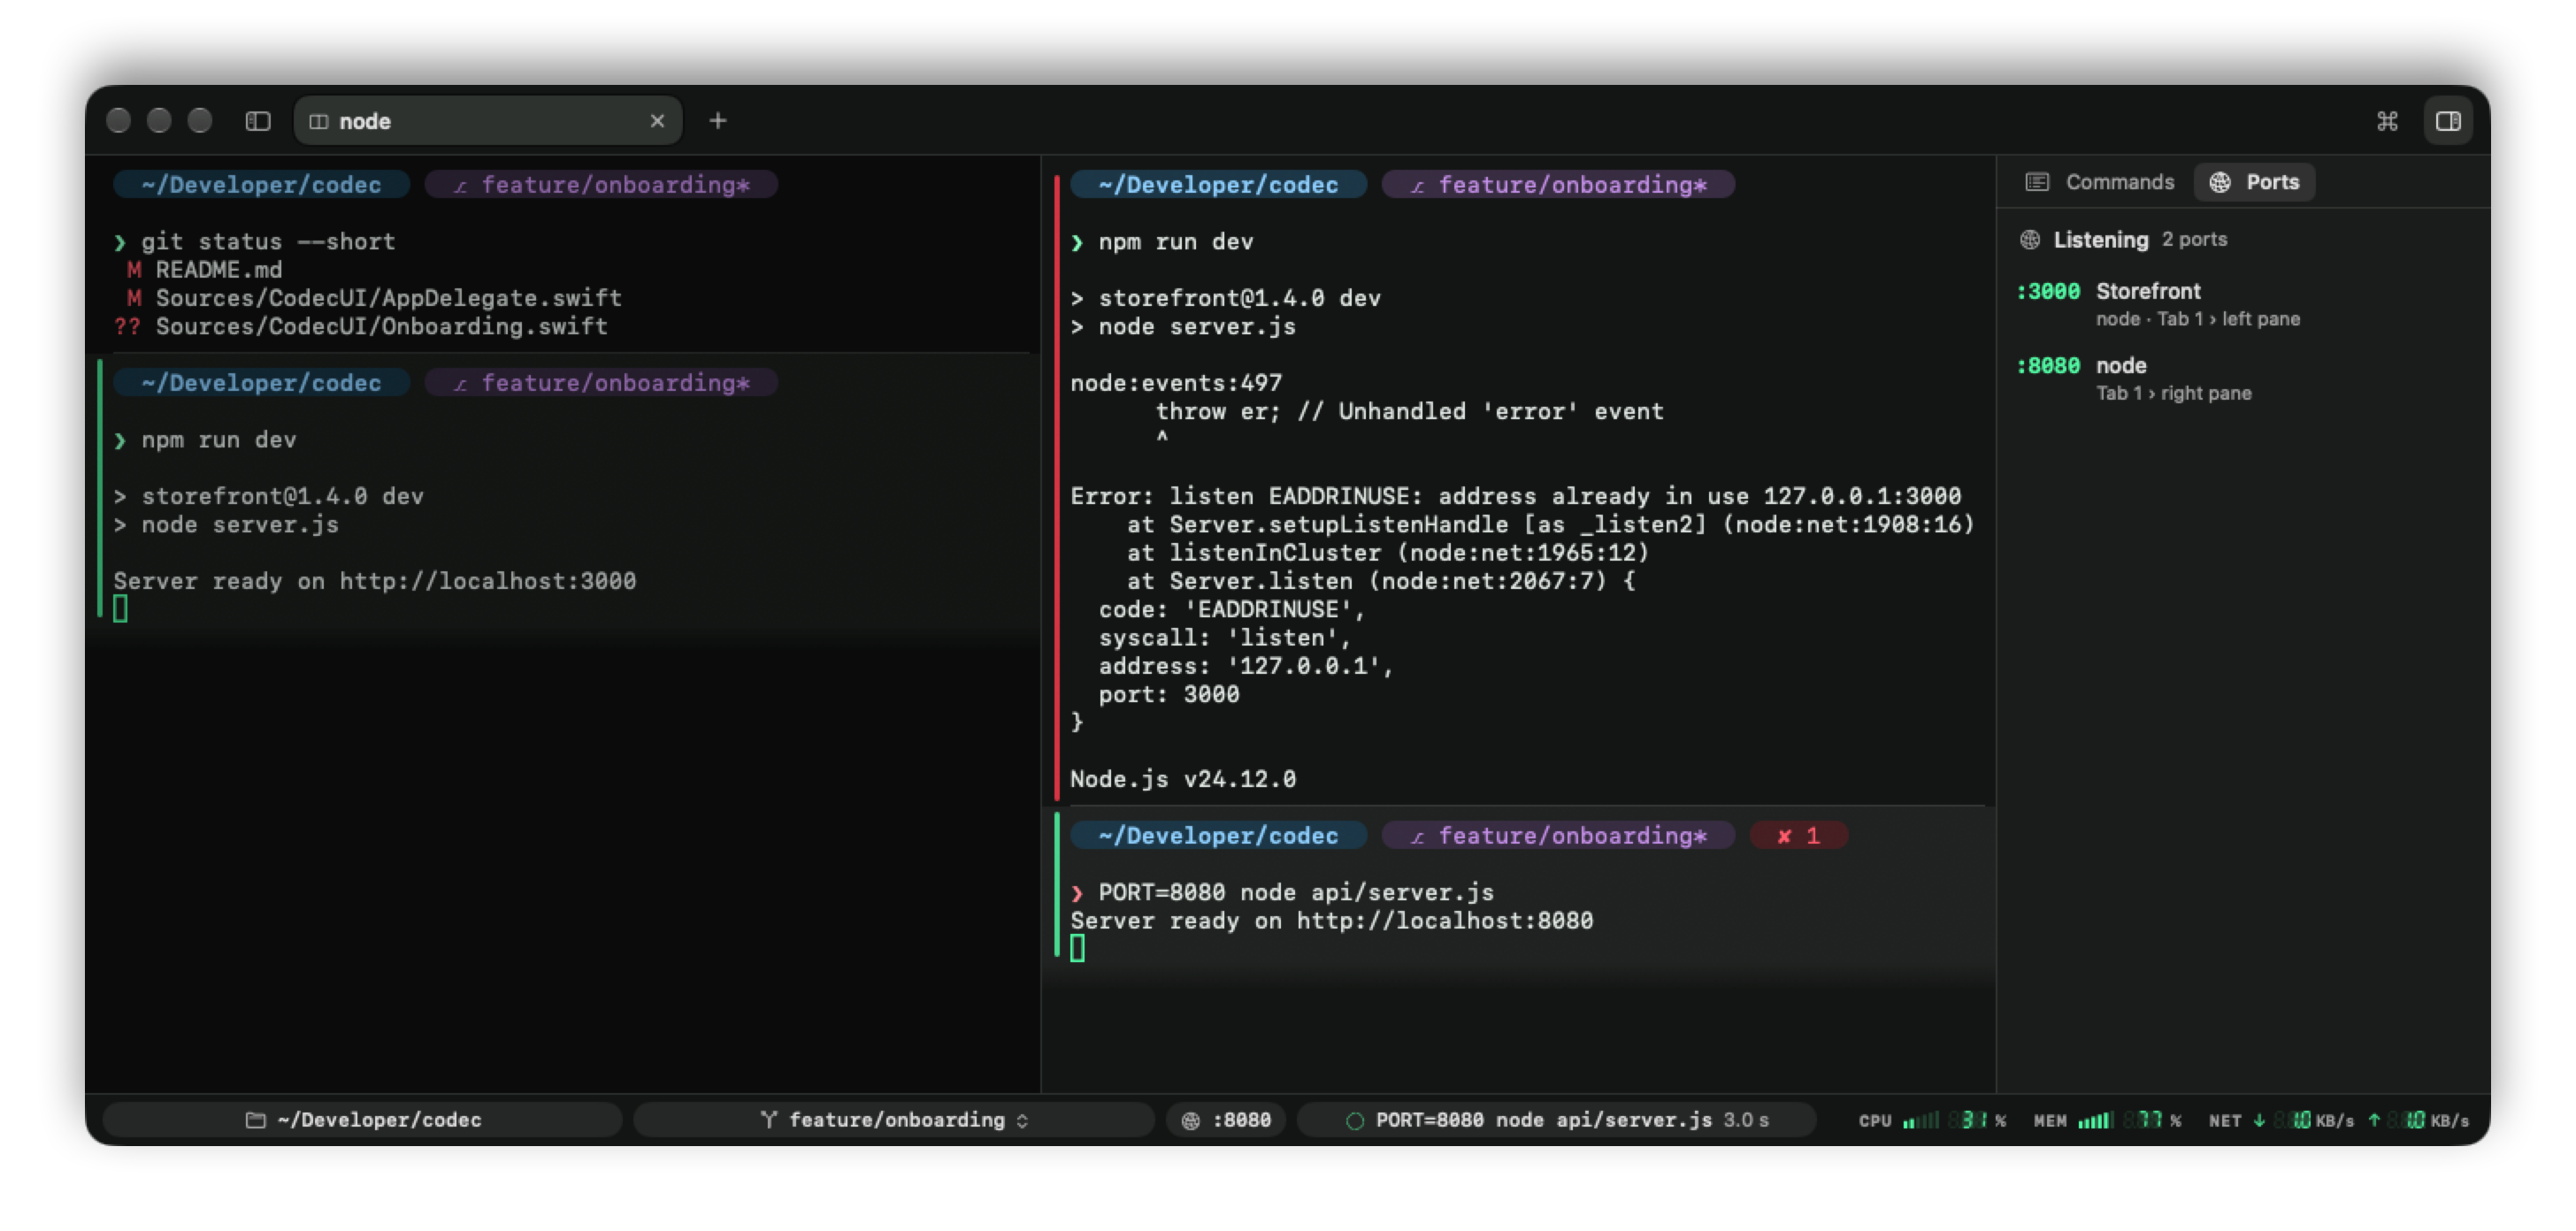 node
~/Developer/codec feature/onboarding*
❯ git status --short
M README.md
M Sources/CodecUI/AppDelegate.swift
?? Sources/CodecUI/Onboarding.swift
~/Developer/codec feature/onboarding*
❯ npm run dev
> storefront@1.4.0 dev
> node server.js
Server ready on http://localhost:3000
~/Developer/codec feature/onboarding*
❯ npm run dev
> storefront@1.4.0 dev
> node server.js
node:events:497
throw er; // Unhandled 'error' event
^
Error: listen EADDRINUSE: address already in use 127.0.0.1:3000
at Server.setupListenHandle [as _listen2] (node:net:1908:16)
at listenInCluster (node:net:1965:12)
at Server.listen (node:net:2067:7) {
code: 'EADDRINUSE',
syscall: 'listen',
address: '127.0.0.1',
port: 3000
}
Node.js v24.12.0
~/Developer/codec feature/onboarding* ✘ 1
❯ PORT=8080 node api/server.js
Server ready on http://localhost:8080
Commands Ports
Listening 2 ports
:3000 Storefront
node · Tab 1 › left pane
:8080 node
Tab 1 › right pane
~/Developer/codec feature/onboarding :8080 PORT=8080 node api/server.js 3.0 s CPU 31 % MEM 77 % NET ↓ KB/s ↑ KB/s